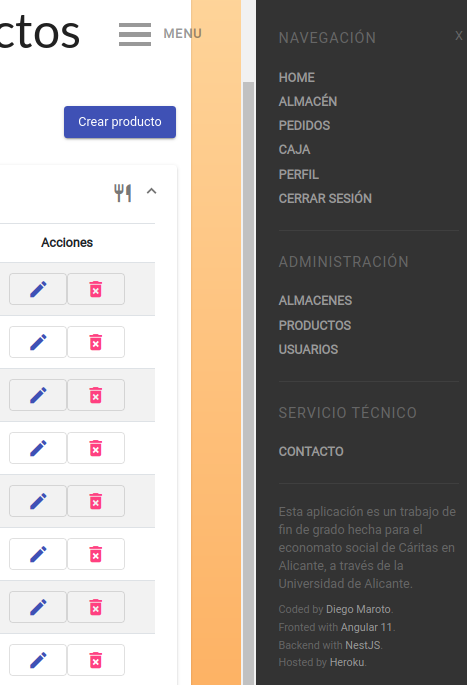 ctos
MENU
Crear producto
Acciones
NAVEGACIÓN
X
HOME
ALMACÉN
PEDIDOS
CAJA
PERFIL
CERRAR SESIÓN
ADMINISTRACIÓN
ALMACENES
PRODUCTOS
USUARIOS
SERVICIO TÉCNICO
CONTACTO
Esta aplicación es un trabajo de
fin de grado hecha para el
economato social de Cáritas en
Alicante, a través de la
Universidad de Alicante.
Coded by Diego Maroto.
Fronted with Angular 11.
Backend with NestJS.
Hosted by Heroku.